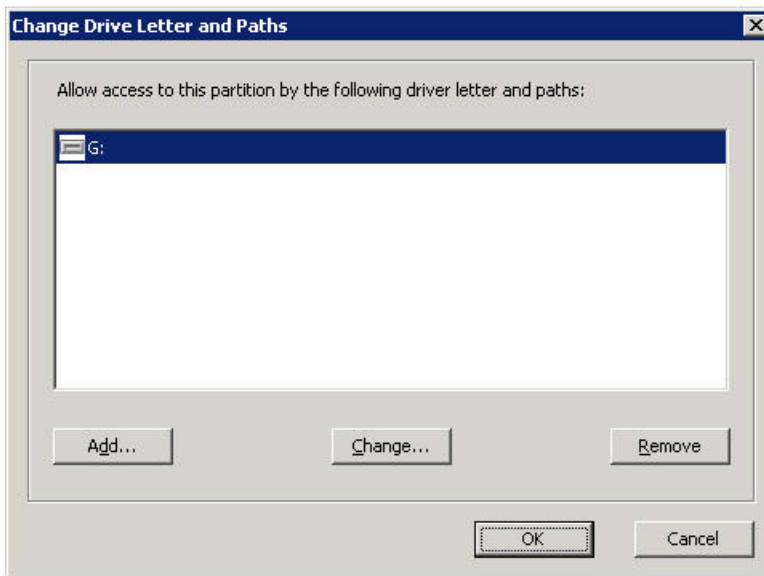 Change Drive Letter and Paths
Allow access to this partition by the following driver letter and paths:
G:
Add... Change... Remove
OK Cancel